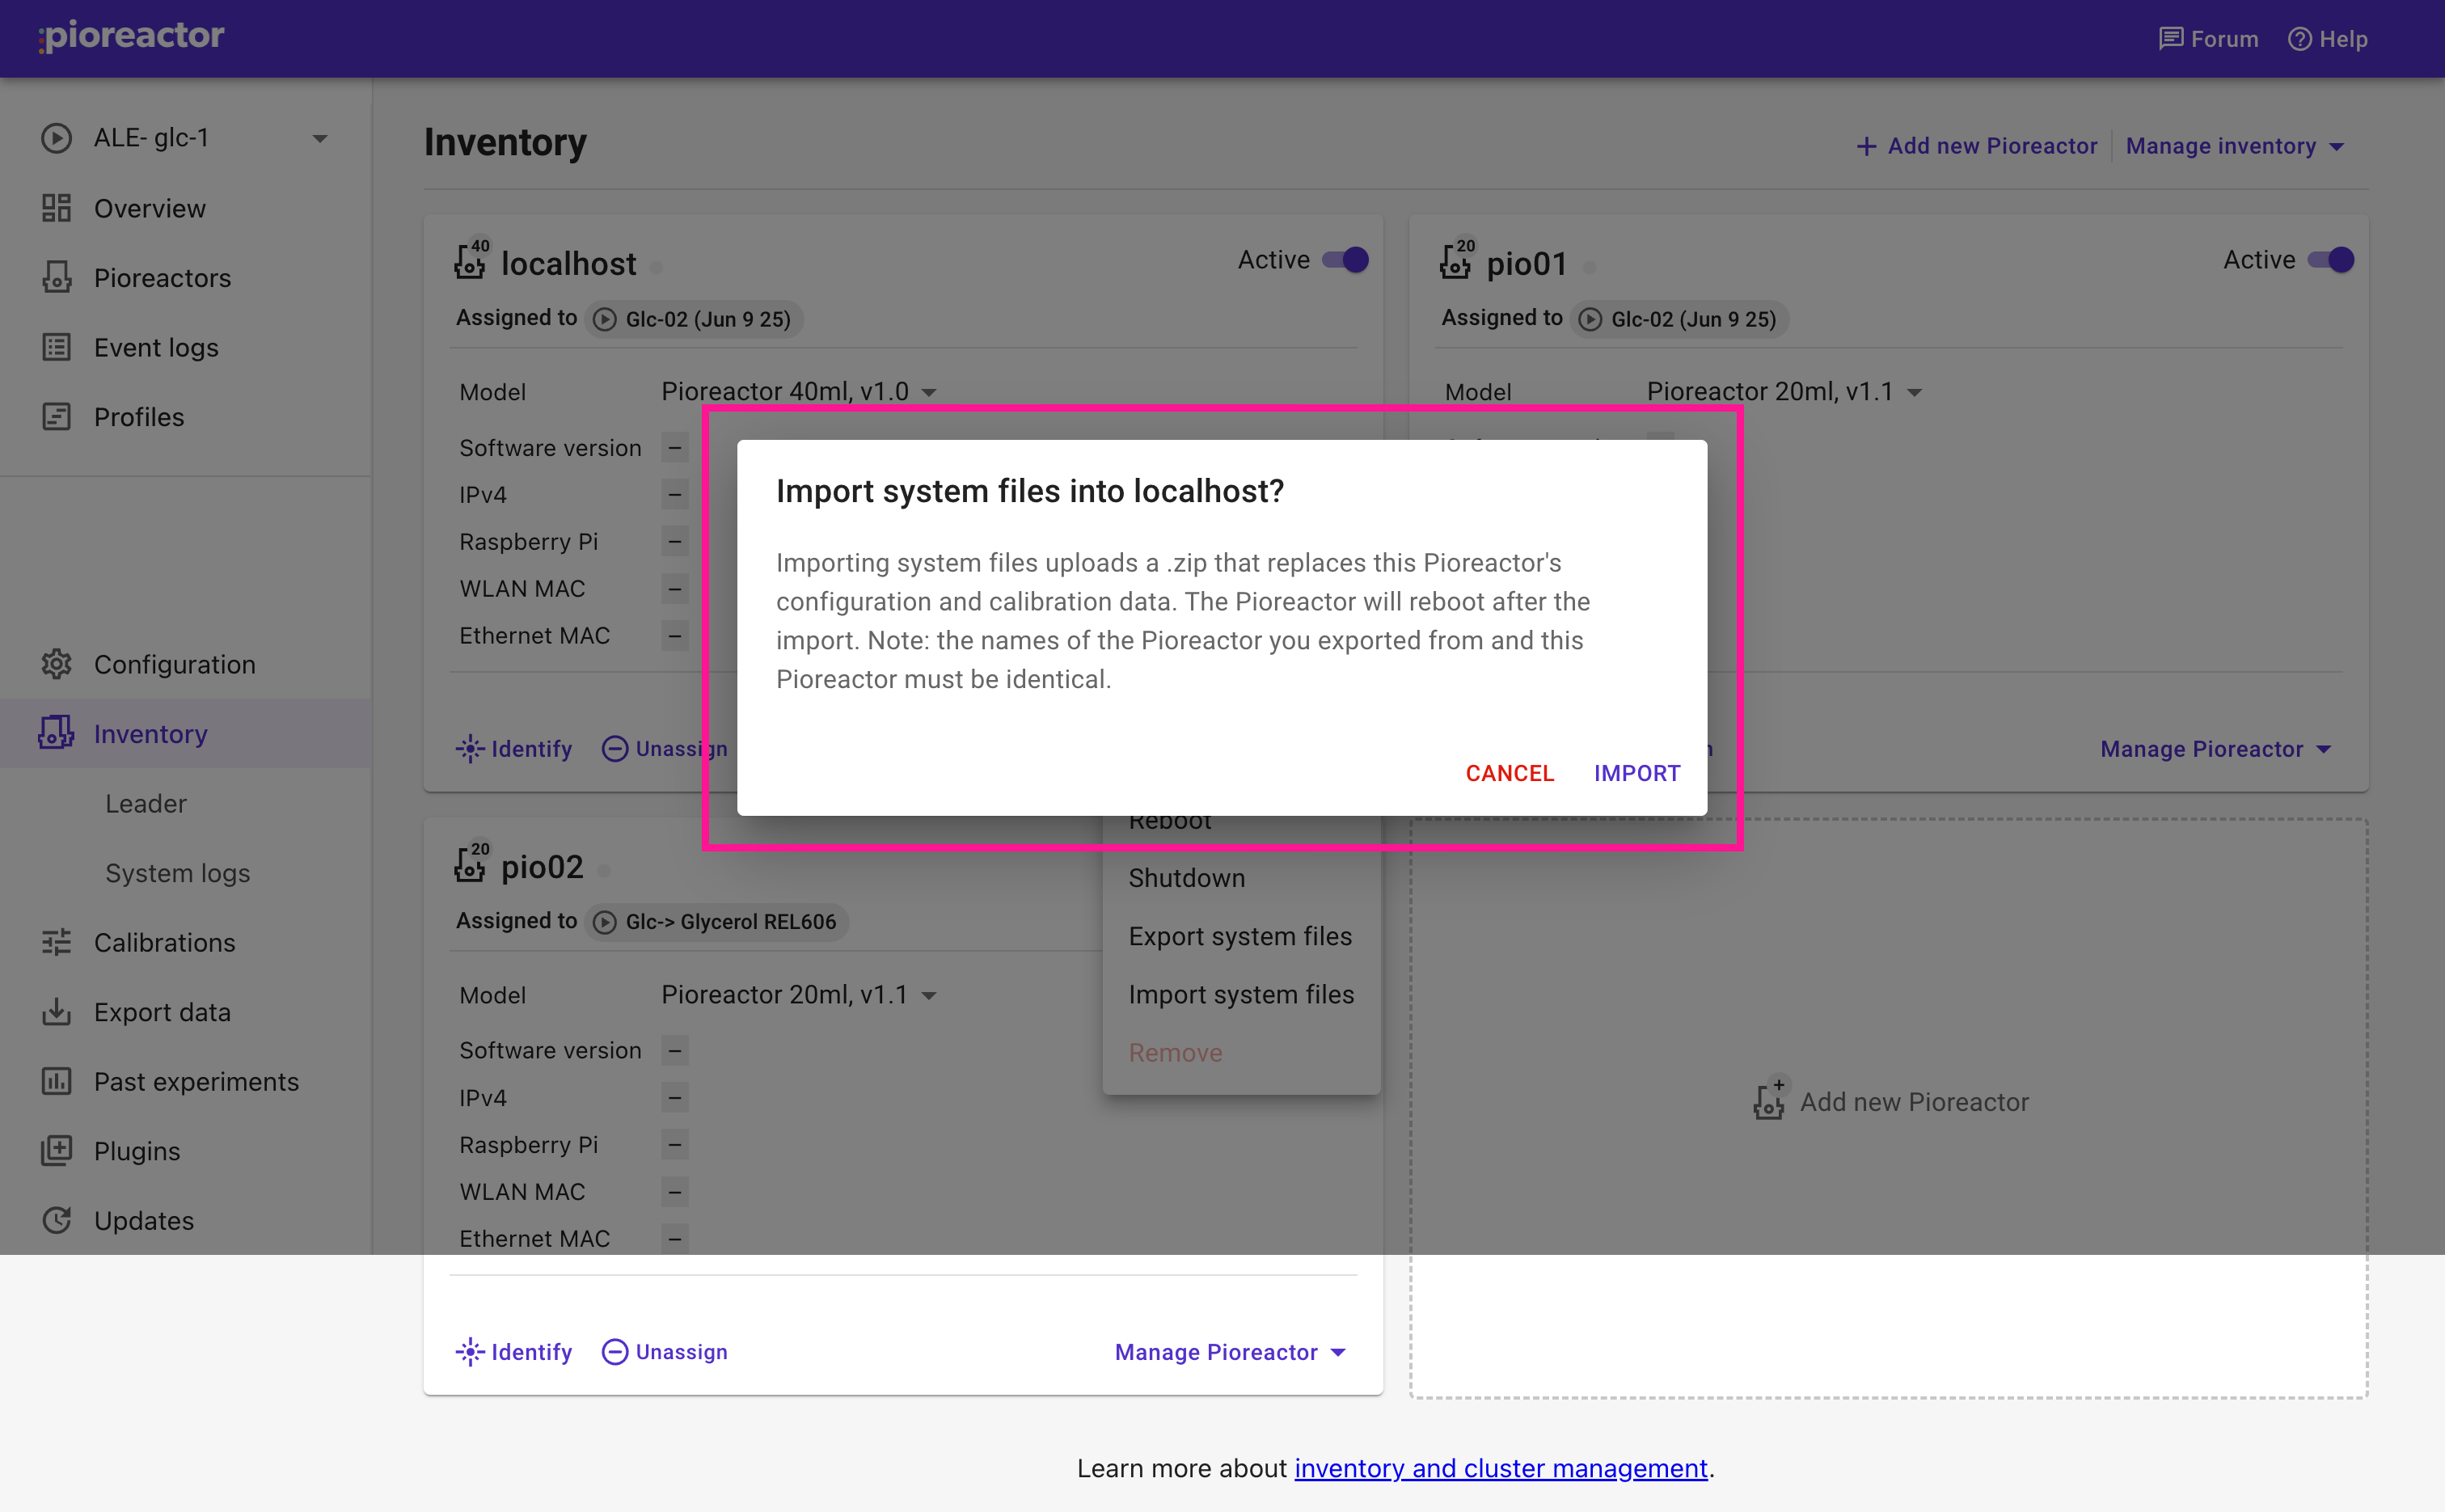 pioreactor
Forum
Help
ALE- glc-1
Overview
Pioreactors
Event logs
Profiles
Configuration
Inventory
Leader
System logs
Calibrations
Export data
Past experiments
Plugins
Updates
Inventory
Add new Pioreactor
Manage inventory
40
localhost
Active
Assigned to Glc-02 (Jun 9 25)
Model Pioreactor 40ml, v1.0
Software version –
IPv4 –
Raspberry Pi –
WLAN MAC –
Ethernet MAC –
Identify
Unassign
20
pio01
Active
Assigned to Glc-02 (Jun 9 25)
Model Pioreactor 20ml, v1.1
Manage Pioreactor
Import system files into localhost?
Importing system files uploads a .zip that replaces this Pioreactor's
configuration and calibration data. The Pioreactor will reboot after the
import. Note: the names of the Pioreactor you exported from and this
Pioreactor must be identical.
CANCEL
IMPORT
Reboot
Shutdown
Export system files
Import system files
Remove
20
pio02
Assigned to Glc-> Glycerol REL606
Model Pioreactor 20ml, v1.1
Software version –
IPv4 –
Raspberry Pi –
WLAN MAC –
Ethernet MAC –
Identify
Unassign
Manage Pioreactor
Add new Pioreactor
Learn more about inventory and cluster management.